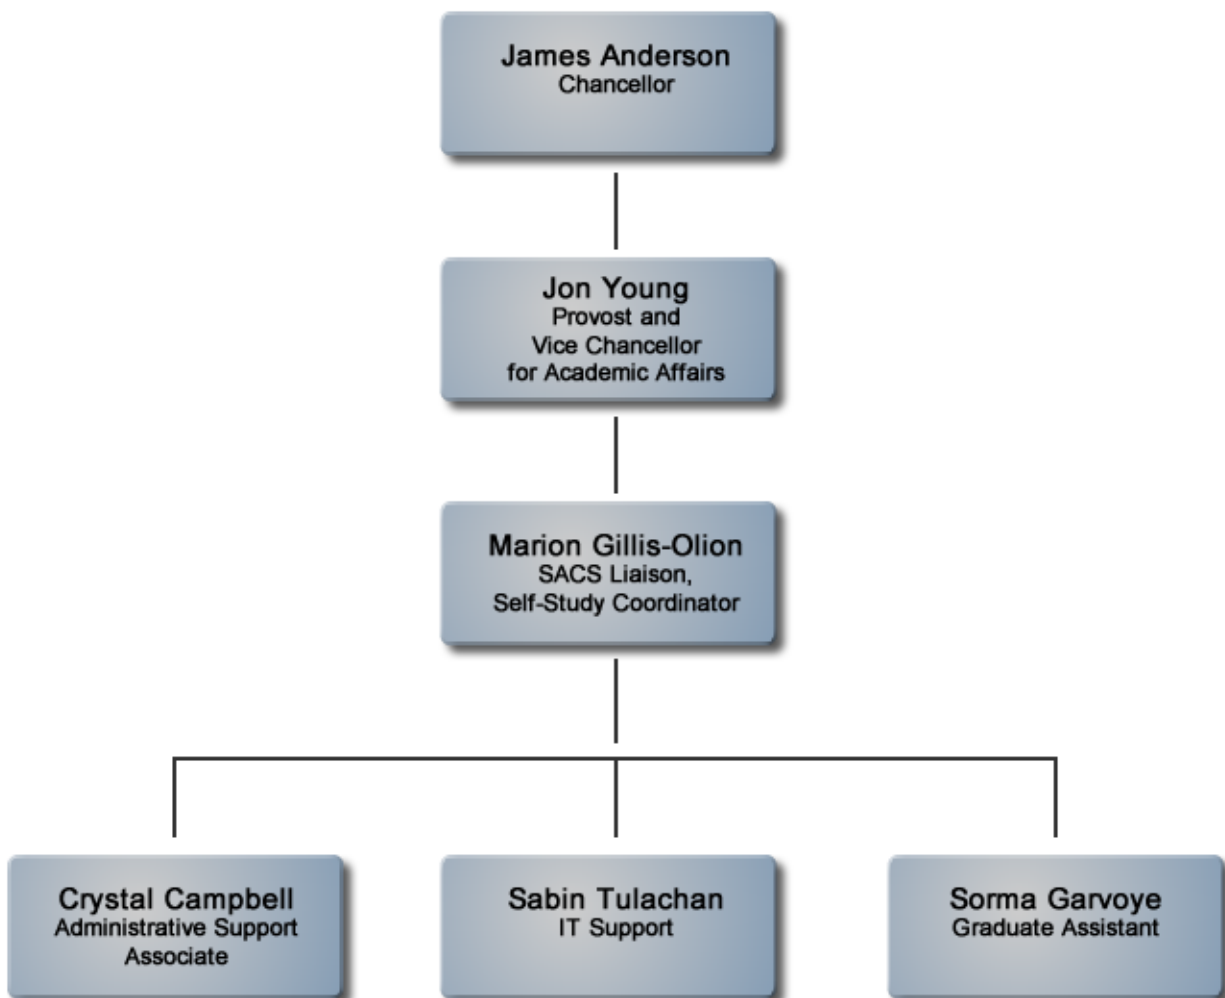 James Anderson
Chancellor
Jon Young
Provost and
Vice Chancellor
for Academic Affairs
Marion Gillis-Olion
SACS Liaison,
Self-Study Coordinator
Crystal Campbell
Administrative Support
Associate
Sabin Tulachan
IT Support
Sorma Garvoye
Graduate Assistant